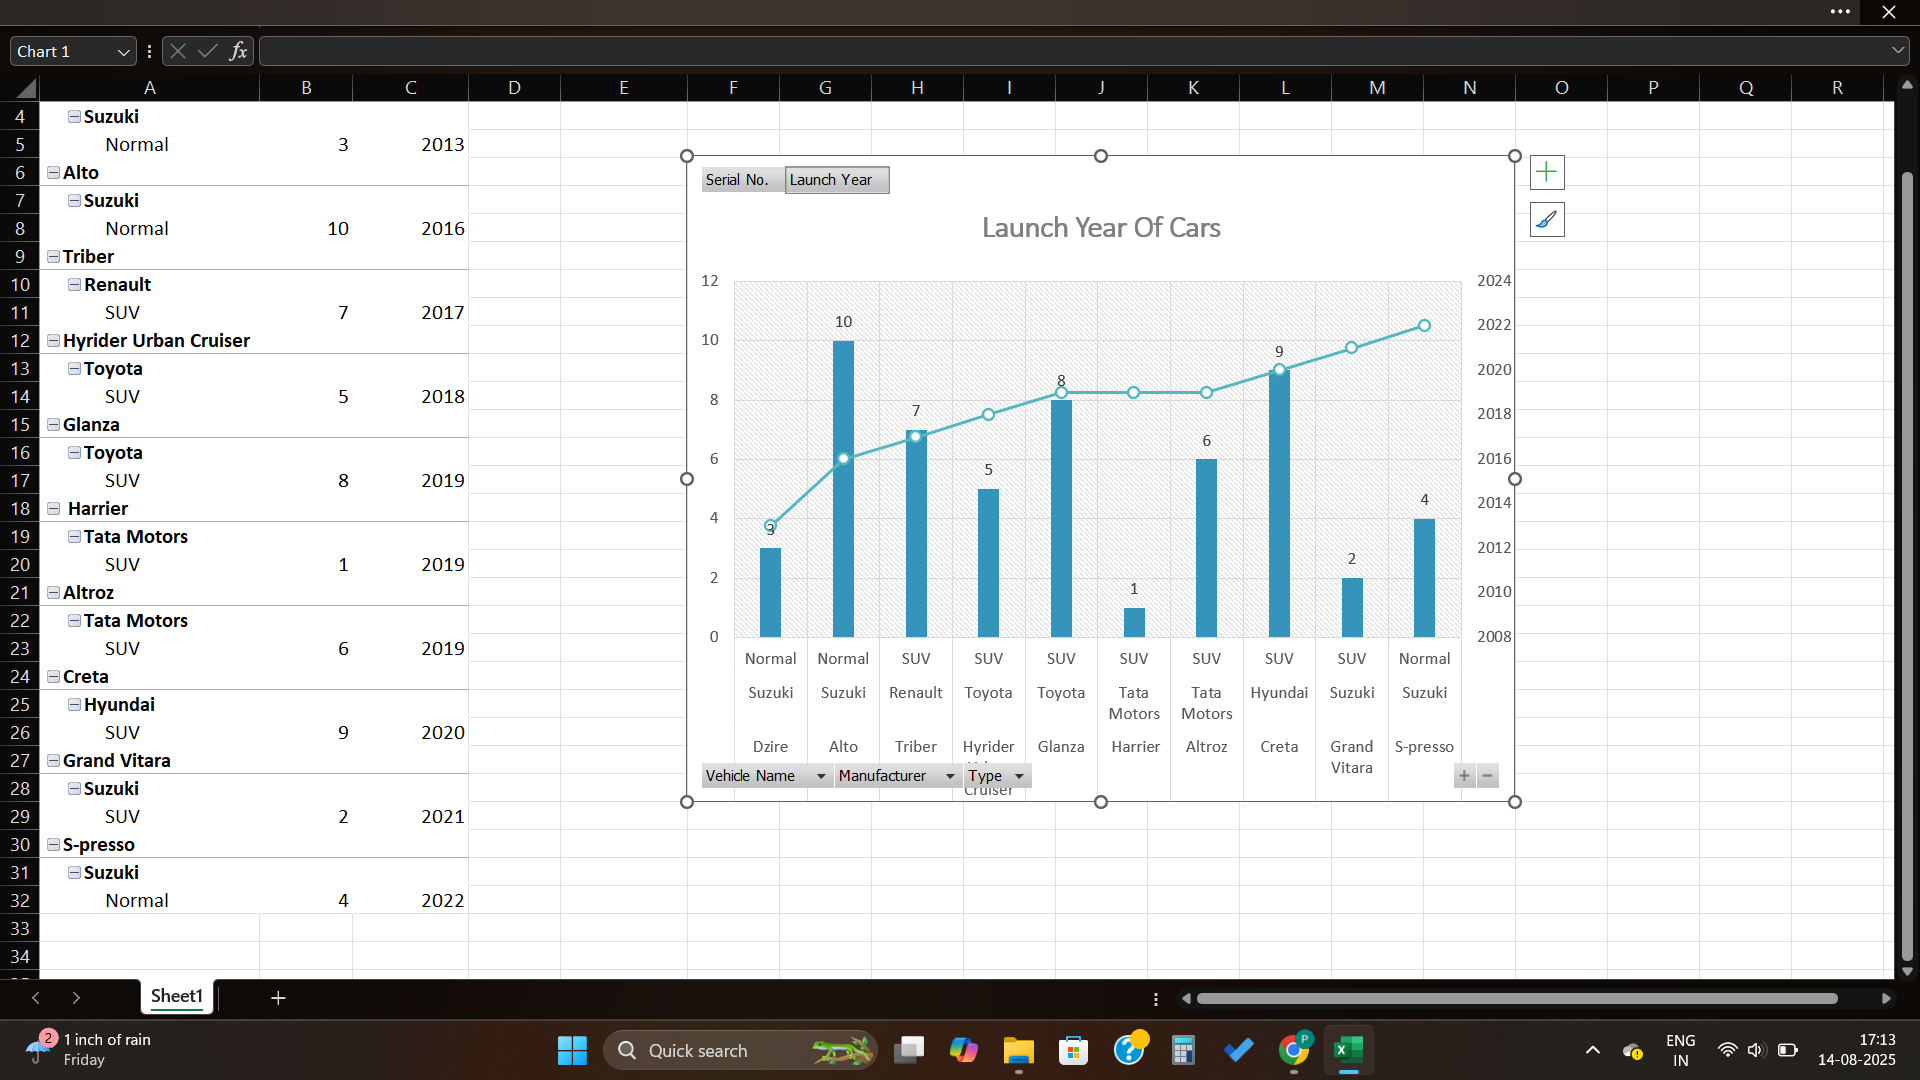 Chart 1
fx
A B C D E F G H I J K L M N O P Q R
4 Suzuki
5 Normal 3 2013
6 Alto
7 Suzuki
8 Normal 10 2016
9 Triber
10 Renault
11 SUV 7 2017
12 Hyrider Urban Cruiser
13 Toyota
14 SUV 5 2018
15 Glanza
16 Toyota
17 SUV 8 2019
18 Harrier
19 Tata Motors
20 SUV 1 2019
21 Altroz
22 Tata Motors
23 SUV 6 2019
24 Creta
25 Hyundai
26 SUV 9 2020
27 Grand Vitara
28 Suzuki
29 SUV 2 2021
30 S-presso
31 Suzuki
32 Normal 4 2022
33
34
Serial No. Launch Year
Launch Year Of Cars
12 2024
10 2022
2020
8 2018
6 2016
4 2014
2012
2 2010
0 2008
3 10 7 5 8 1 6 9 2 4
Normal Normal SUV SUV SUV SUV SUV SUV SUV Normal
Suzuki Suzuki Renault Toyota Toyota Tata Tata Hyundai Suzuki Suzuki
Motors Motors
Dzire Alto Triber Hyrider Glanza Harrier Altroz Creta Grand S-presso
Vitara
Vehicle Name Manufacturer Type
Cruiser
Sheet1
2
1 inch of rain
Friday
Quick search
P
ENG
IN
17:13
14-08-2025